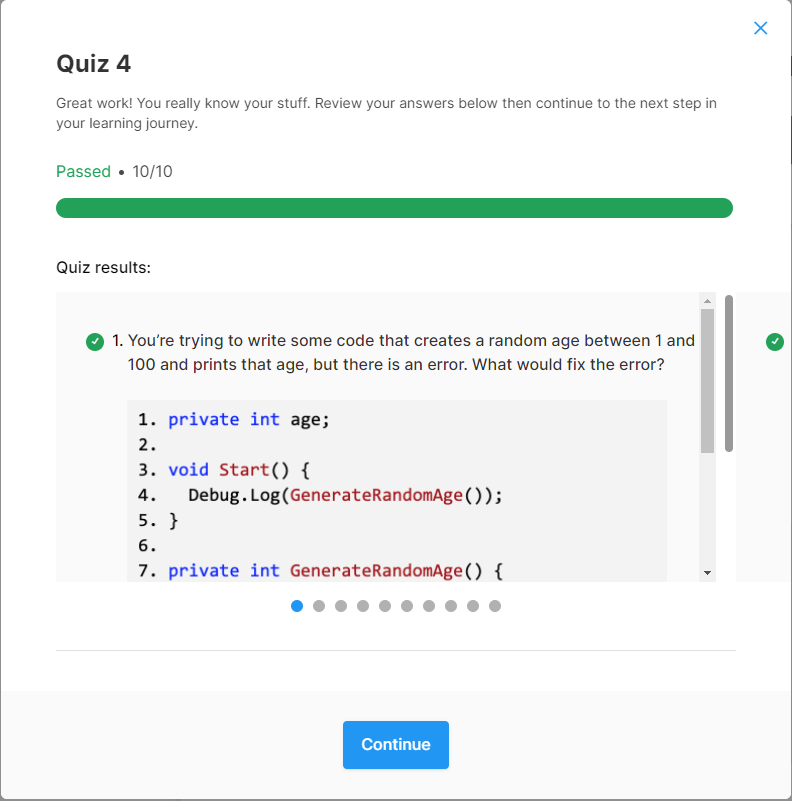 Quiz 4
Great work! You really know your stuff. Review your answers below then continue to the next step in
your learning journey.
Passed • 10/10
Quiz results:
1. You’re trying to write some code that creates a random age between 1 and
100 and prints that age, but there is an error. What would fix the error?
1. private int age;
2.
3. void Start() {
4.   Debug.Log(GenerateRandomAge());
5. }
6.
7. private int GenerateRandomAge() {
Continue